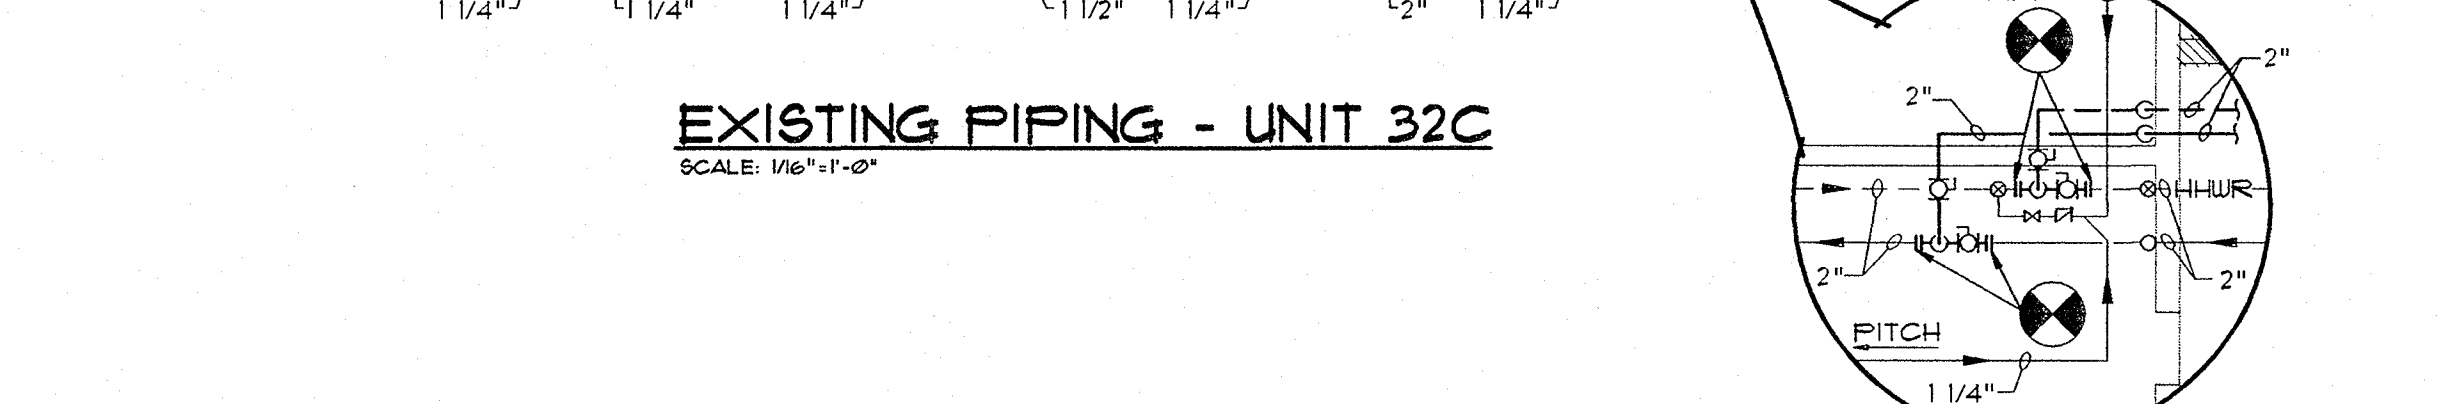 1 1/4" 1 1/4" 1 1/4" 1 1/2" 1 1/4" 2" 1 1/4"
2"
2"
EXISTING PIPING - UNIT 32C
SCALE: 1/16"=1'-0"
HHWR
2" 2"
PITCH
1 1/4"